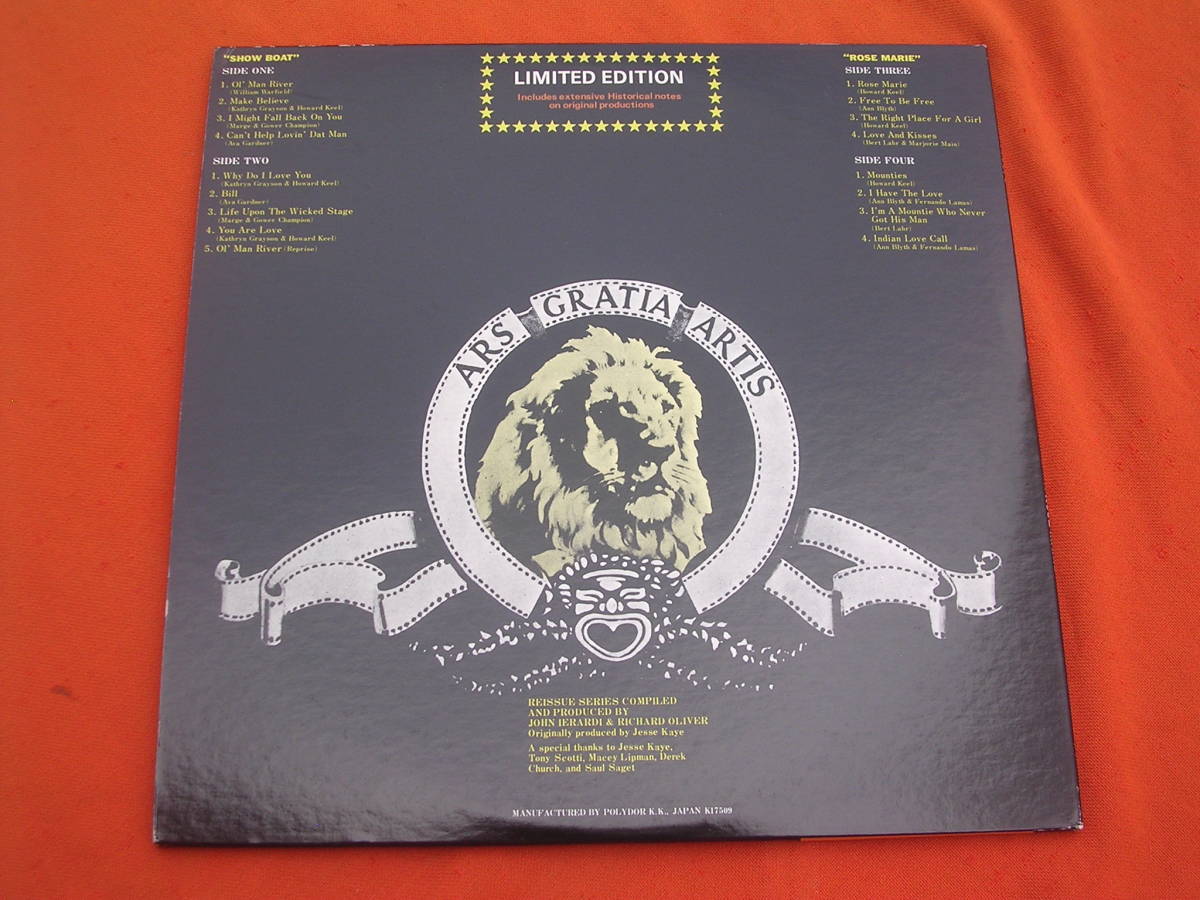 "SHOW BOAT"
SIDE ONE
1. Ol' Man River
(William Warfield)
2. Make Believe
(Kathryn Grayson & Howard Keel)
3. I Might Fall Back On You
(Marge & Gower Champion)
4. Can't Help Lovin' Dat Man
(Ava Gardner)
SIDE TWO
1. Why Do I Love You
(Kathryn Grayson & Howard Keel)
2. Bill
(Ava Gardner)
3. Life Upon The Wicked Stage
(Marge & Gower Champion)
4. You Are Love
(Kathryn Grayson & Howard Keel)
5. Ol' Man River (Reprise)
LIMITED EDITION
Includes extensive Historical notes
on original productions
"ROSE MARIE"
SIDE THREE
1. Rose Marie
(Howard Keel)
2. Free To Be Free
(Ann Blyth)
3. The Right Place For A Girl
(Howard Keel)
4. Love And Kisses
(Bert Lahr & Marjorie Main)
SIDE FOUR
1. Mounties
(Howard Keel)
2. I Have The Love
(Ann Blyth & Fernando Lamas)
3. I'm A Mountie Who Never
Got His Man
(Bert Lahr)
4. Indian Love Call
(Ann Blyth & Fernando Lamas)
ARS GRATIA ARTIS
REISSUE SERIES COMPILED
AND PRODUCED BY
JOHN IERARDI & RICHARD OLIVER
Originally produced by Jesse Kaye
A special thanks to Jesse Kaye,
Tony Scotti, Macey Lipman, Derek
Church, and Saul Saget
MANUFACTURED BY POLYDOR K.K., JAPAN K17509